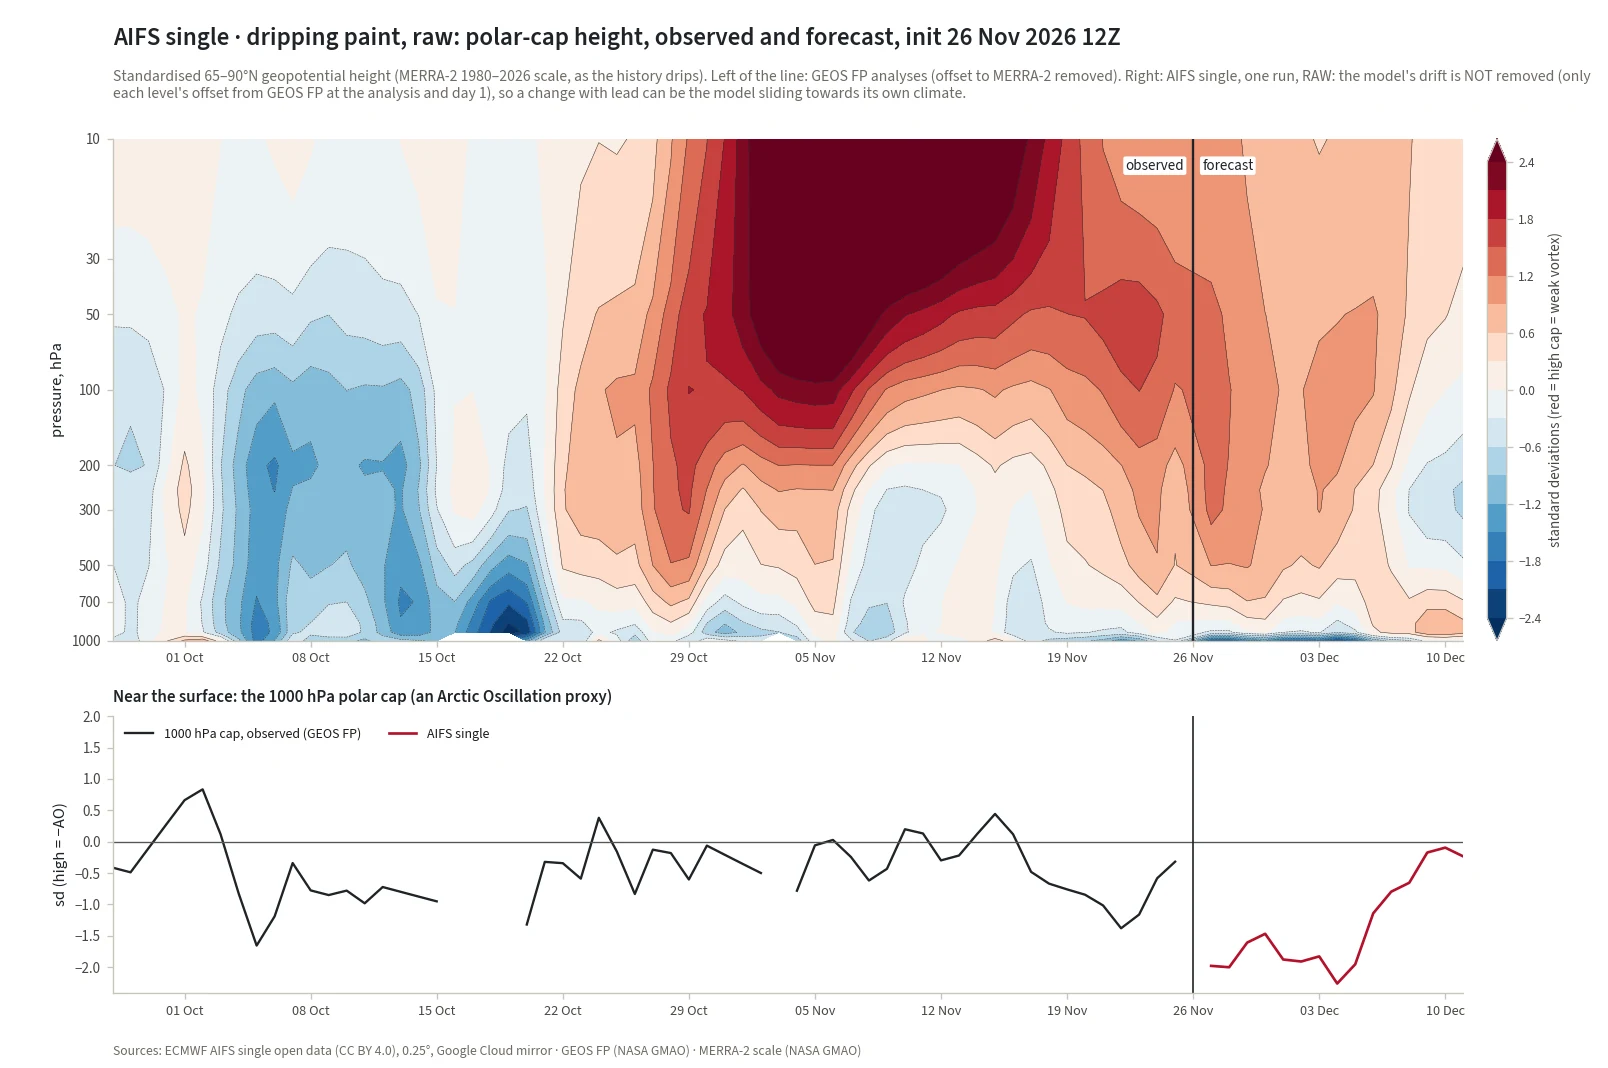 AIFS single · dripping paint, raw: polar-cap height, observed and forecast, init 26 Nov 2026 12Z
Standardised 65–90°N geopotential height (MERRA-2 1980–2026 scale, as the history drips). Left of the line: GEOS FP analyses (offset to MERRA-2 removed). Right: AIFS single, one run, RAW: the model's drift is NOT removed (only
each level's offset from GEOS FP at the analysis and day 1), so a change with lead can be the model sliding towards its own climate.
pressure, hPa
10
30
50
100
200
300
500
700
1000
observed
forecast
01 Oct
08 Oct
15 Oct
22 Oct
29 Oct
05 Nov
12 Nov
19 Nov
26 Nov
03 Dec
10 Dec
2.4
1.8
1.2
0.6
0.0
−0.6
−1.2
−1.8
−2.4
standard deviations (red = high cap = weak vortex)
Near the surface: the 1000 hPa polar cap (an Arctic Oscillation proxy)
sd (high = −AO)
2.0
1.5
1.0
0.5
0.0
−0.5
−1.0
−1.5
−2.0
1000 hPa cap, observed (GEOS FP)
AIFS single
01 Oct
08 Oct
15 Oct
22 Oct
29 Oct
05 Nov
12 Nov
19 Nov
26 Nov
03 Dec
10 Dec
Sources: ECMWF AIFS single open data (CC BY 4.0), 0.25°, Google Cloud mirror · GEOS FP (NASA GMAO) · MERRA-2 scale (NASA GMAO)